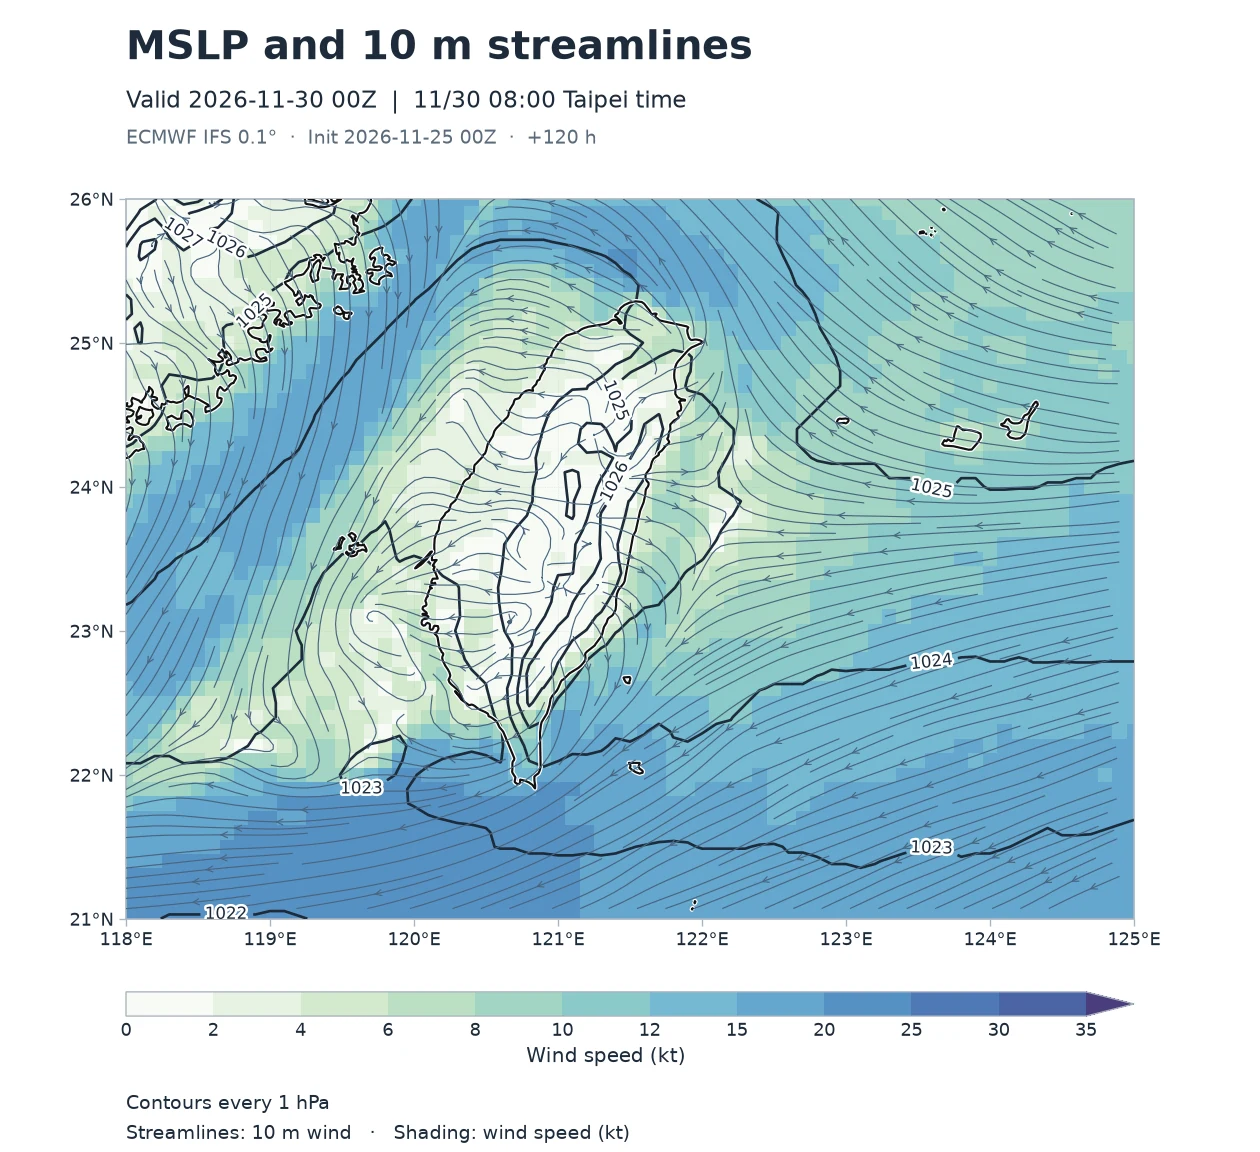 MSLP and 10 m streamlines
Valid 2026-11-30 00Z | 11/30 08:00 Taipei time
ECMWF IFS 0.1° · Init 2026-11-25 00Z · +120 h
26°N
1027
1026
1025
25°N
1025
1026
24°N
1025
23°N
1024
22°N
1023
1023
1022
21°N
118°E 119°E 120°E 121°E 122°E 123°E 124°E 125°E
0 2 4 6 8 10 12 15 20 25 30 35
Wind speed (kt)
Contours every 1 hPa
Streamlines: 10 m wind · Shading: wind speed (kt)